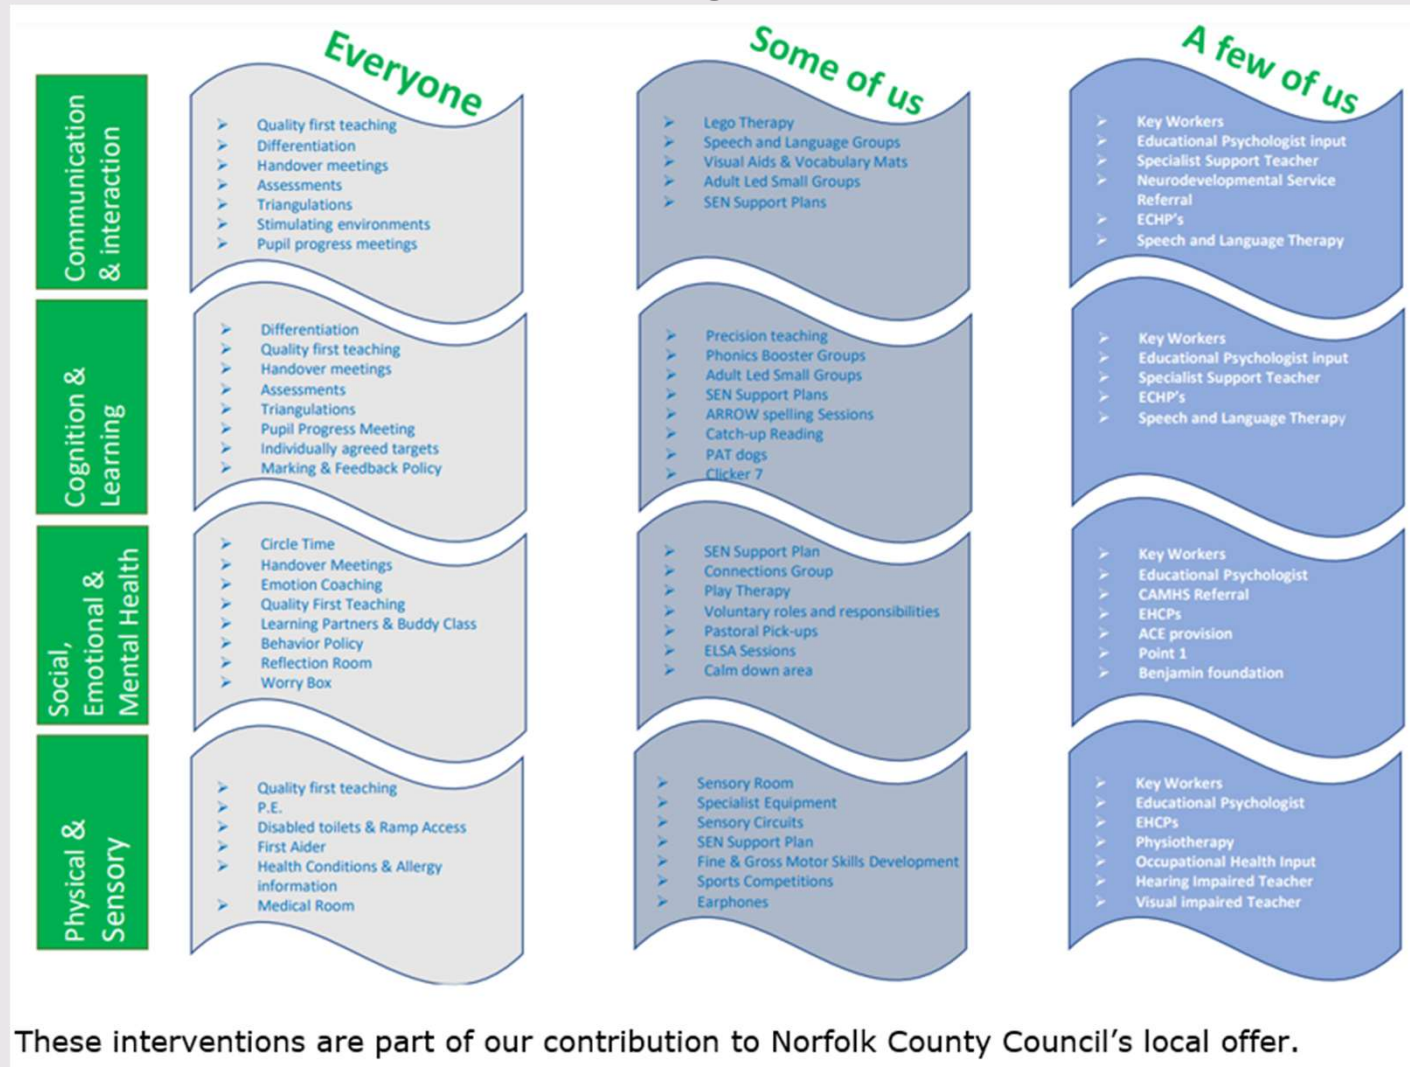 Everyone
Some of us
A few of us
Communication
& interaction
Quality first teaching
Differentiation
Handover meetings
Assessments
Triangulations
Stimulating environments
Pupil progress meetings
Lego Therapy
Speech and Language Groups
Visual Aids & Vocabulary Mats
Adult Led Small Groups
SEN Support Plans
Key Workers
Educational Psychologist input
Specialist Support Teacher
Neurodevelopmental Service
Referral
ECHP's
Speech and Language Therapy
Cognition &
Learning
Differentiation
Quality first teaching
Handover meetings
Assessments
Triangulations
Pupil Progress Meeting
Individually agreed targets
Marking & Feedback Policy
Precision teaching
Phonics Booster Groups
Adult Led Small Groups
SEN Support Plans
ARROW spelling Sessions
Catch-up Reading
PAT dogs
Clicker 7
Key Workers
Educational Psychologist input
Specialist Support Teacher
ECHP's
Speech and Language Therapy
Social,
Emotional &
Mental Health
Circle Time
Handover Meetings
Emotion Coaching
Quality First Teaching
Learning Partners & Buddy Class
Behavior Policy
Reflection Room
Worry Box
SEN Support Plan
Connections Group
Play Therapy
Voluntary roles and responsibilities
Pastoral Pick-ups
ELSA Sessions
Calm down area
Key Workers
Educational Psychologist
CAMHS Referral
EHCPs
ACE provision
Point 1
Benjamin foundation
Physical &
Sensory
Quality first teaching
P.E.
Disabled toilets & Ramp Access
First Aider
Health Conditions & Allergy
information
Medical Room
Sensory Room
Specialist Equipment
Sensory Circuits
SEN Support Plan
Fine & Gross Motor Skills Development
Sports Competitions
Earphones
Key Workers
Educational Psychologist
EHCPs
Physiotherapy
Occupational Health Input
Hearing Impaired Teacher
Visual impaired Teacher
These interventions are part of our contribution to Norfolk County Council's local offer.